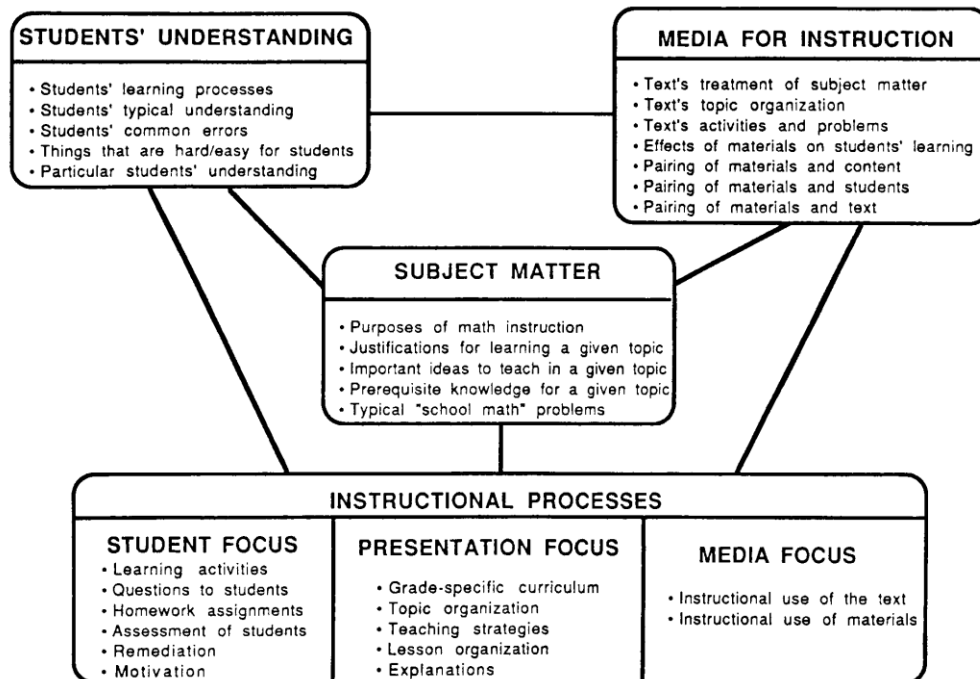 STUDENTS' UNDERSTANDING
• Students' learning processes
• Students' typical understanding
• Students' common errors
• Things that are hard/easy for students
• Particular students' understanding
MEDIA FOR INSTRUCTION
• Text's treatment of subject matter
• Text's topic organization
• Text's activities and problems
• Effects of materials on students' learning
• Pairing of materials and content
• Pairing of materials and students
• Pairing of materials and text
SUBJECT MATTER
• Purposes of math instruction
• Justifications for learning a given topic
• Important ideas to teach in a given topic
• Prerequisite knowledge for a given topic
• Typical "school math" problems
INSTRUCTIONAL PROCESSES
STUDENT FOCUS
• Learning activities
• Questions to students
• Homework assignments
• Assessment of students
• Remediation
• Motivation
PRESENTATION FOCUS
• Grade-specific curriculum
• Topic organization
• Teaching strategies
• Lesson organization
• Explanations
MEDIA FOCUS
• Instructional use of the text
• Instructional use of materials